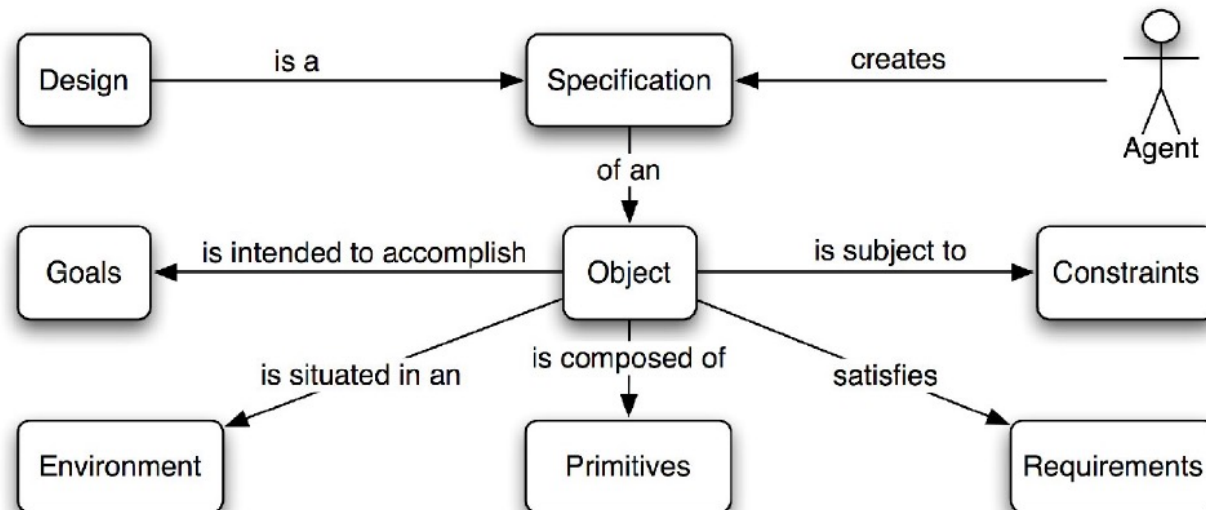 is a
creates
Design
Specification
Agent
of an
is intended to accomplish
is subject to
Goals
Object
Constraints
is situated in an
is composed of
satisfies
Environment
Primitives
Requirements